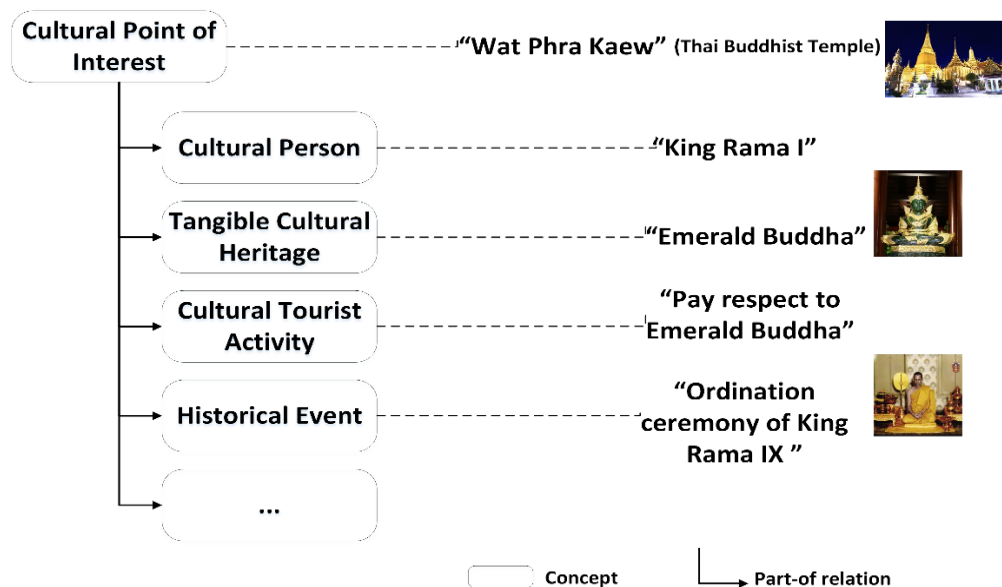 Cultural Point of
Interest
“Wat Phra Kaew” (Thai Buddhist Temple)
Cultural Person
“King Rama I”
Tangible Cultural
Heritage
“Emerald Buddha”
Cultural Tourist
Activity
“Pay respect to
Emerald Buddha”
Historical Event
“Ordination
ceremony of King
Rama IX ”
...
Concept
Part-of relation